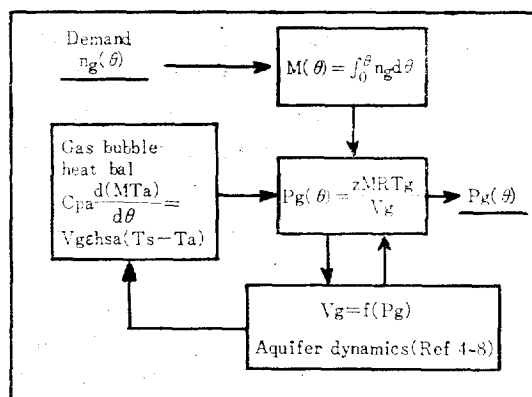 Demand
ng(θ)
M(θ)=∫₀^θ ngdθ
Gas bubble
heat bal
Cpa d(MTa)/dθ =
Vgεhsa(Ts−Ta)
Pg(θ)= zMRTg/Vg
Pg(θ)
Vg=f(Pg)
Aquifer dynamics(Ref 4-8)